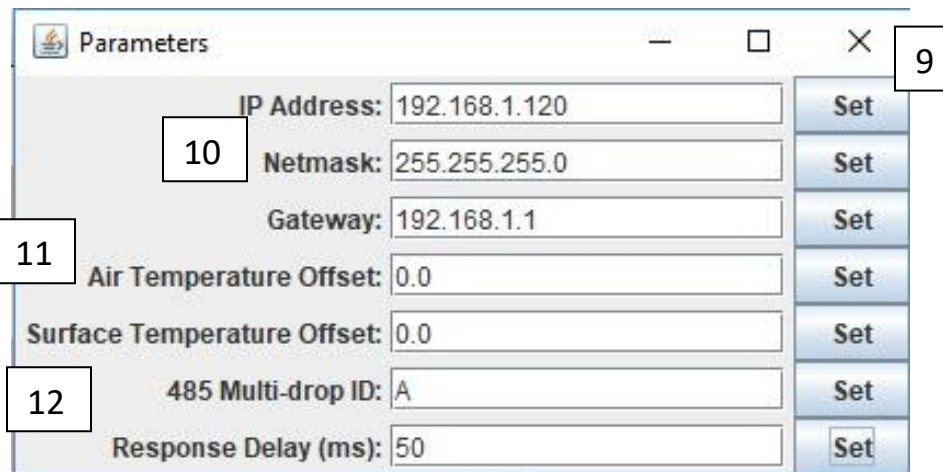 Parameters
9
IP Address: 192.168.1.120 Set
10
Netmask: 255.255.255.0 Set
Gateway: 192.168.1.1 Set
11
Air Temperature Offset: 0.0 Set
Surface Temperature Offset: 0.0 Set
12
485 Multi-drop ID: A Set
Response Delay (ms): 50 Set